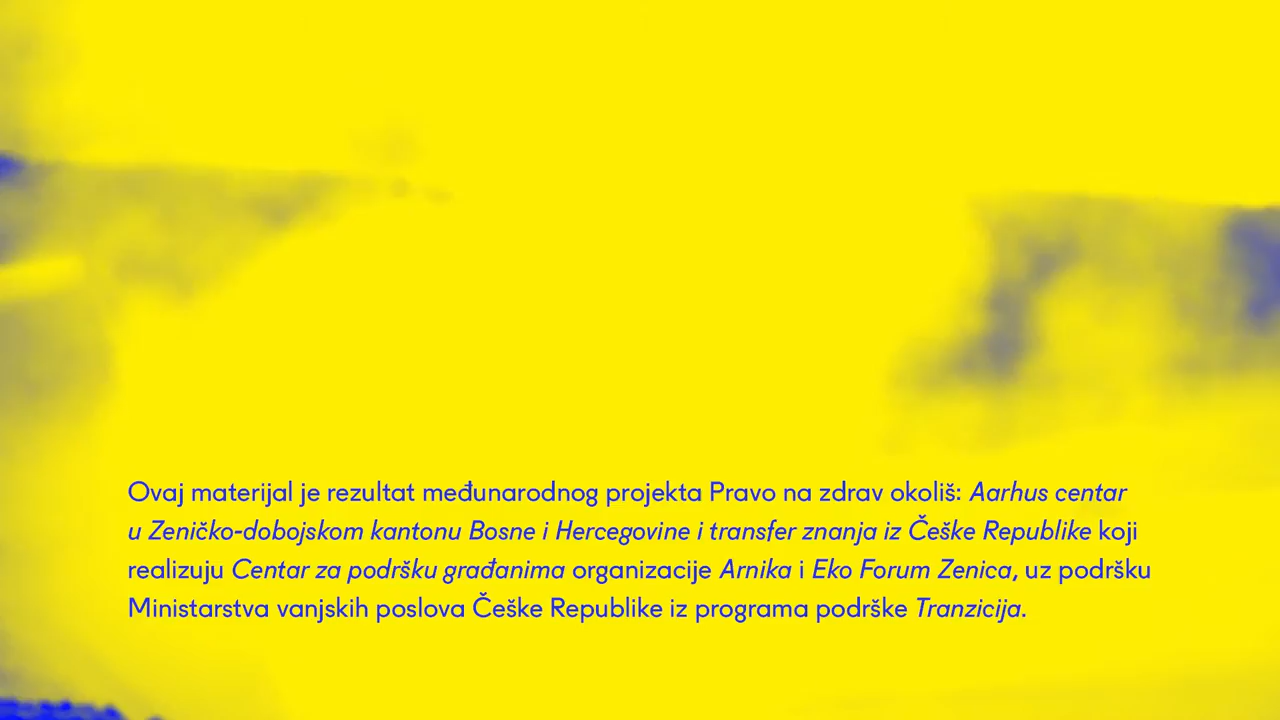 Ovaj materijal je rezultat međunarodnog projekta Pravo na zdrav okoliš: Aarhus centar
u Zeničko-dobojskom kantonu Bosne i Hercegovine i transfer znanja iz Češke Republike koji
realizuju Centar za podršku građanima organizacije Arnika i Eko Forum Zenica, uz podršku
Ministarstva vanjskih poslova Češke Republike iz programa podrške Tranzicija.